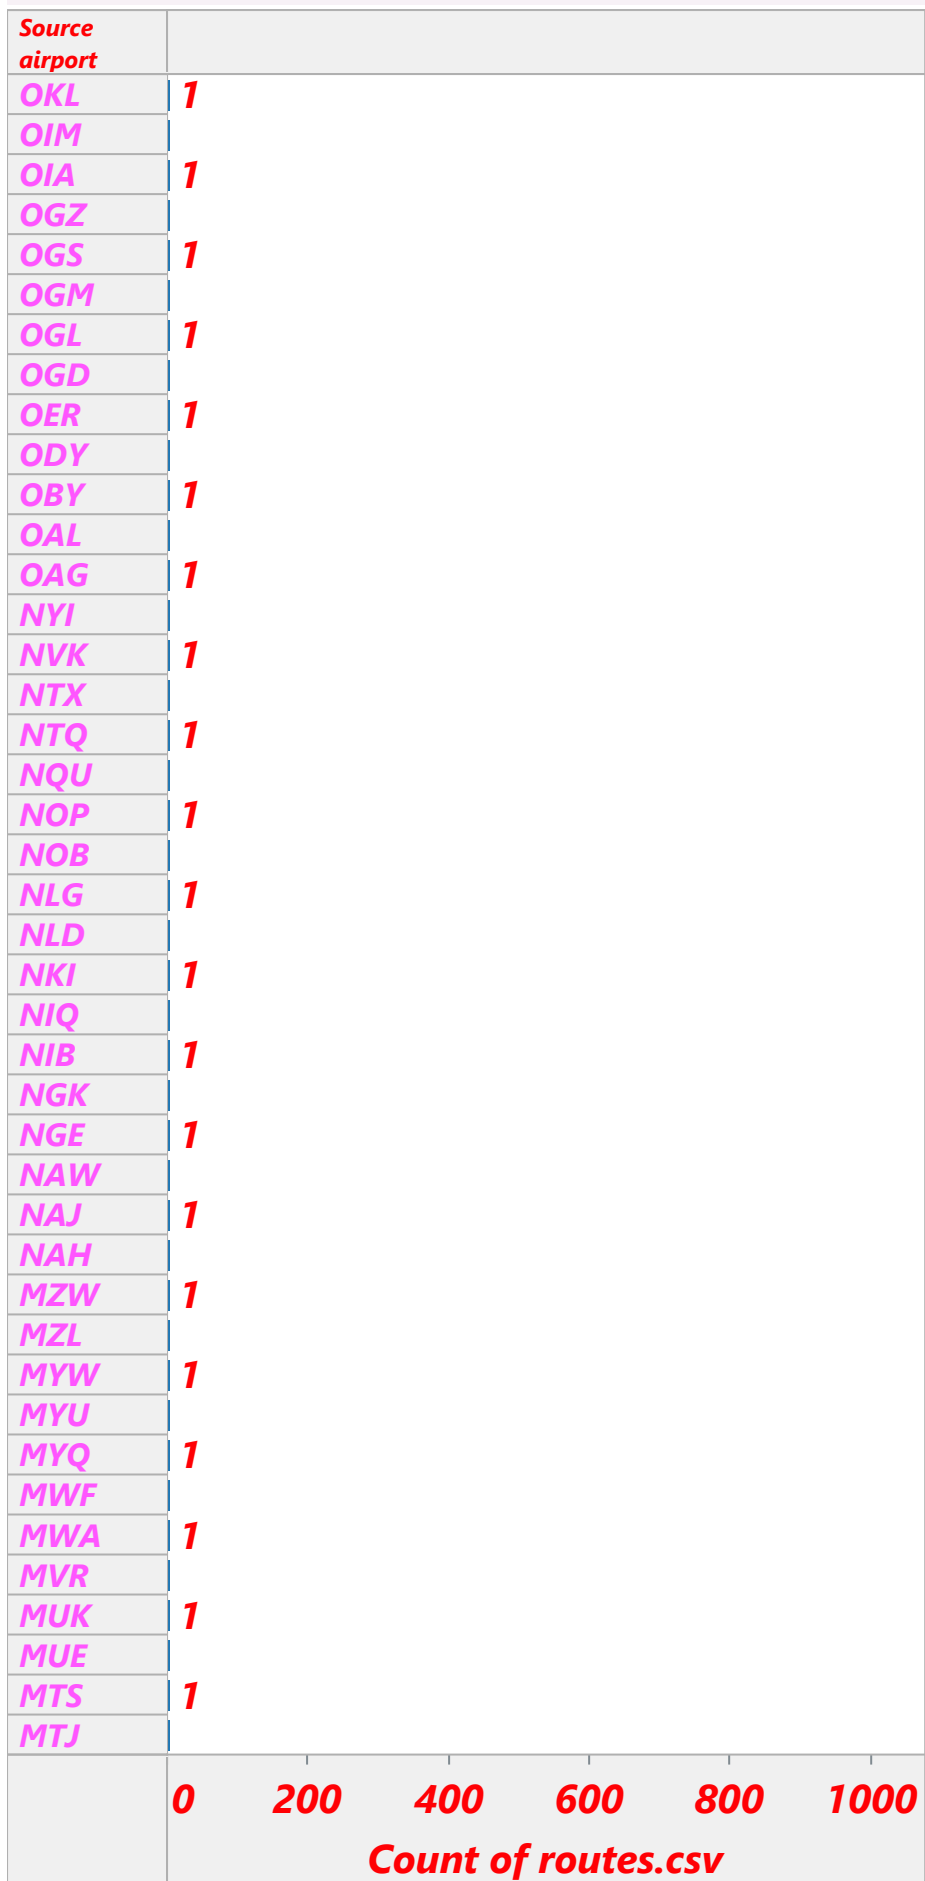 Source
airport
OKL 1
OIM
OIA 1
OGZ
OGS 1
OGM
OGL 1
OGD
OER 1
ODY
OBY 1
OAL
OAG 1
NYI
NVK 1
NTX
NTQ 1
NQU
NOP 1
NOB
NLG 1
NLD
NKI 1
NIQ
NIB 1
NGK
NGE 1
NAW
NAJ 1
NAH
MZW 1
MZL
MYW 1
MYU
MYQ 1
MWF
MWA 1
MVR
MUK 1
MUE
MTS 1
MTJ
0 200 400 600 800 1000
Count of routes.csv